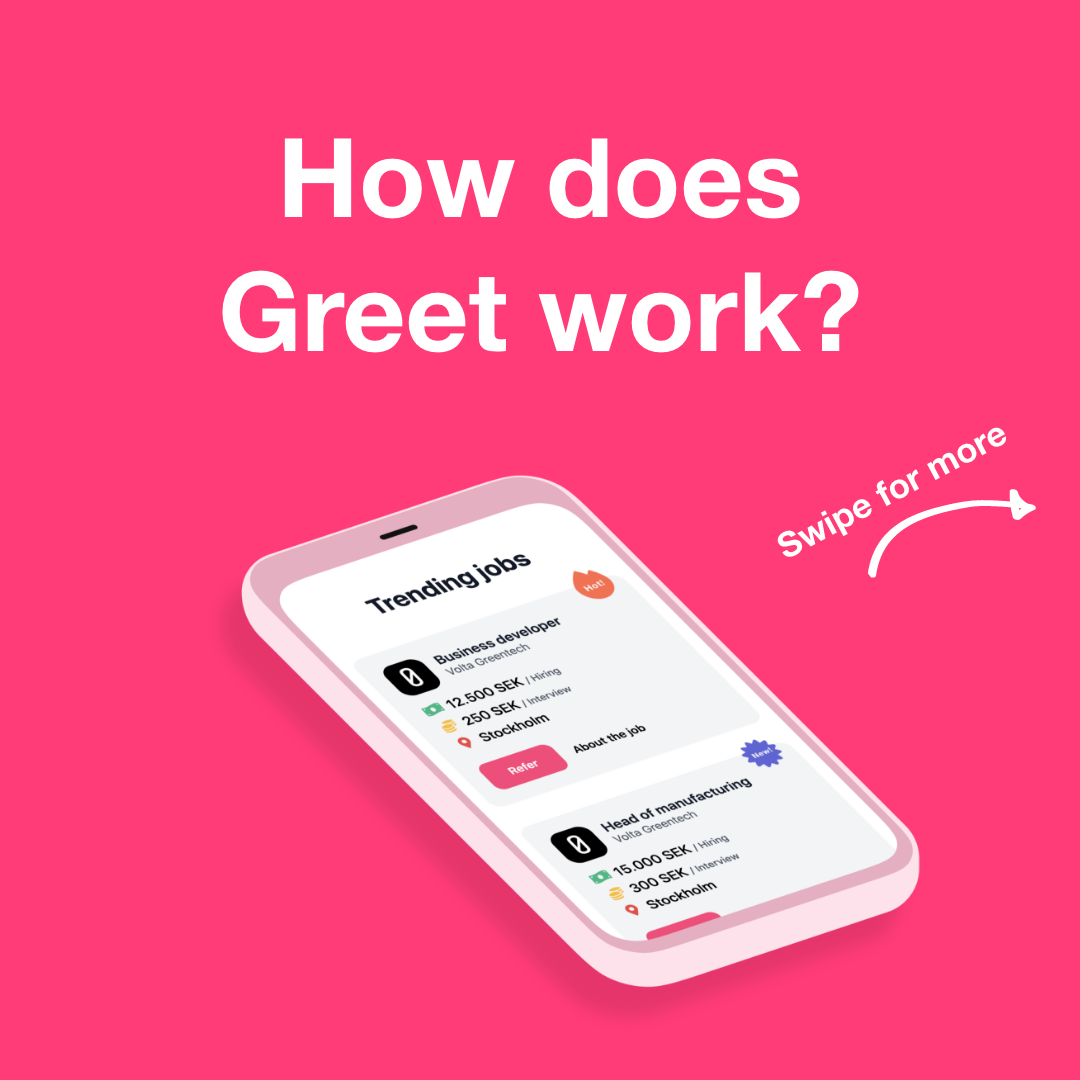 How does
Greet work?
Swipe for more
Trending jobs
Hot!
Business developer
Volta Greentech
12.500 SEK / Hiring
250 SEK / Interview
Stockholm
Refer
About the job
New!
Head of manufacturing
Volta Greentech
15.000 SEK / Hiring
300 SEK / Interview
Stockholm